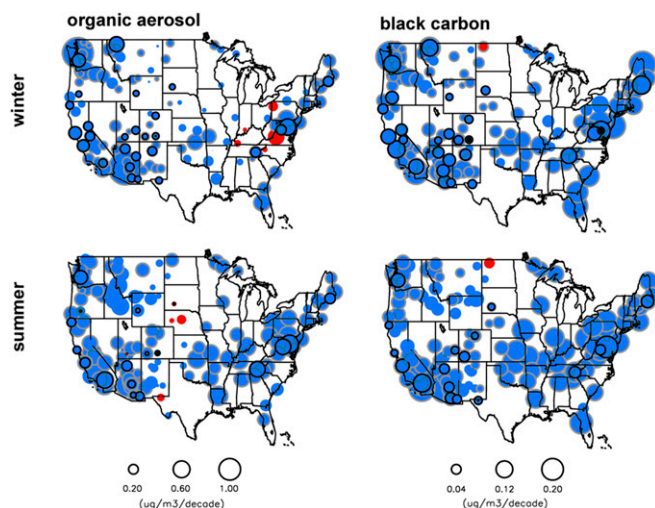 organic aerosol
black carbon
winter
summer
0.20 0.60 1.00
(ug/m3/decade)
0.04 0.12 0.20
(ug/m3/decade)